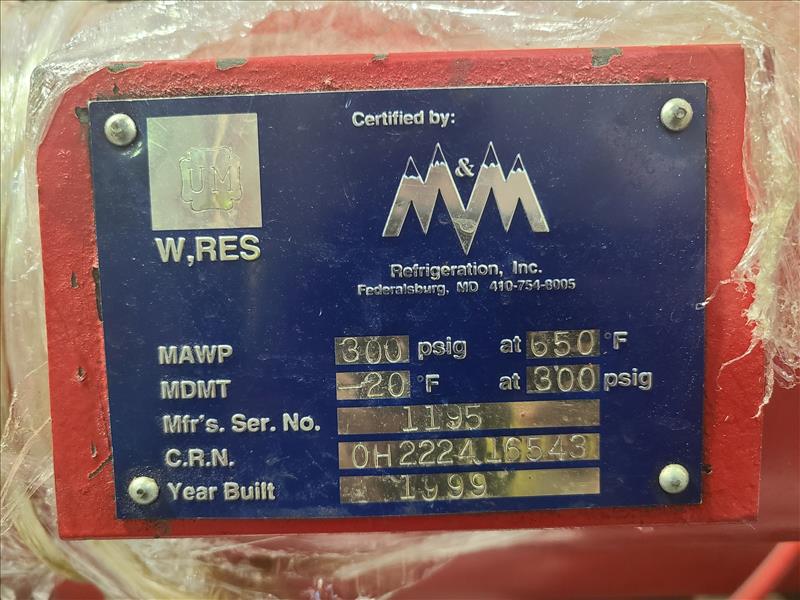 UM
W,RES
Certified by:
M&M
Refrigeration, Inc.
Federalsburg, MD 410-754-8005
MAWP 300 psig at 650 °F
MDMT -20 °F at 300 psig
Mfr's. Ser. No. 1195
C.R.N. 0H2224.16543
Year Built 1999